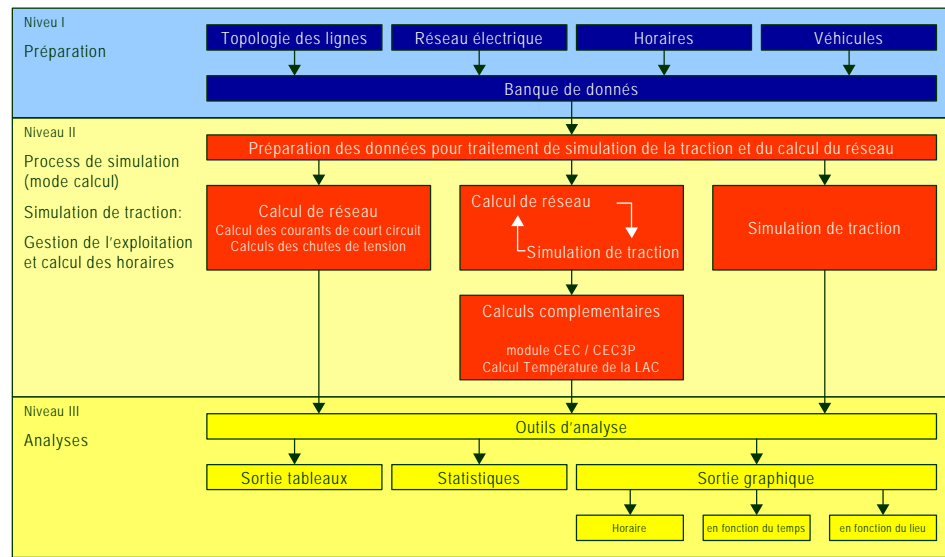 Niveu I
Préparation
Topologie des lignes
Réseau électrique
Horaires
Véhicules
Banque de donnés
Niveau II
Process de simulation
(mode calcul)
Simulation de traction:
Gestion de l'exploitation
et calcul des horaires
Préparation des données pour traitement de simulation de la traction et du calcul du réseau
Calcul de réseau
Calcul des courants de court circuit
Calculs des chutes de tension
Calcul de réseau
Simulation de traction
Simulation de traction
Calculs complementaires
module CEC / CEC3P
Calcul Température de la LAC
Niveau III
Analyses
Outils d'analyse
Sortie tableaux
Statistiques
Sortie graphique
Horaire
en fonction du temps
en fonction du lieu